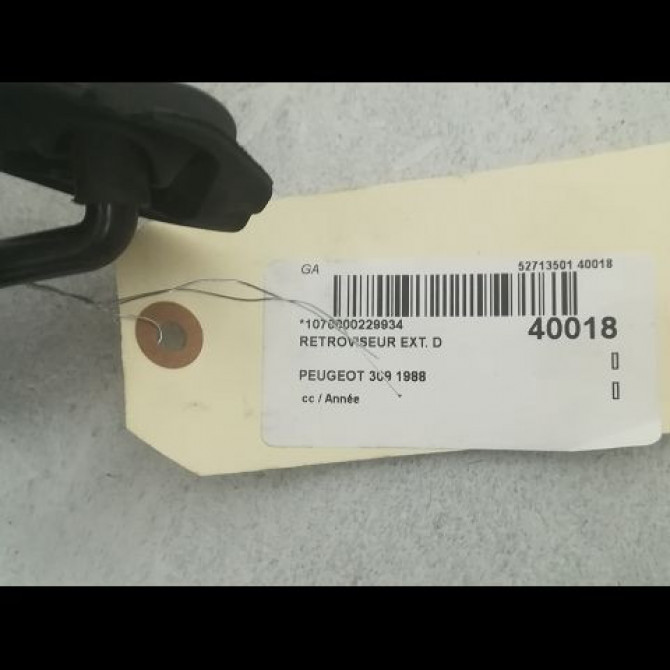 GA 52713501 40018
*1070000229934 40018
RETROVISEUR EXT. D
PEUGEOT 309 1988
cc / Année